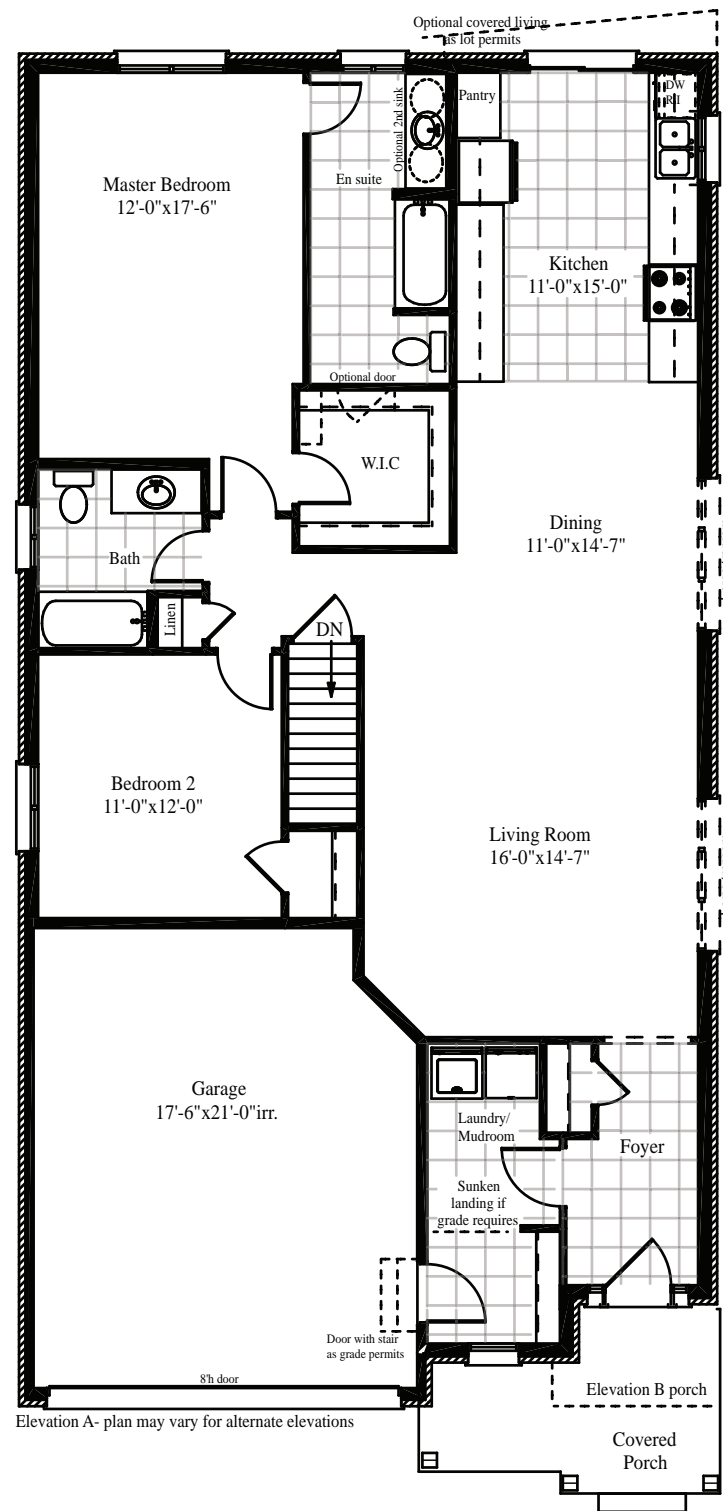 Optional covered living
as lot permits
Pantry
DW
R.I
Optional 2nd sink
En suite
Master Bedroom
12'-0"x17'-6"
Kitchen
11'-0"x15'-0"
Optional door
W.I.C
Dining
11'-0"x14'-7"
Bath
Linen
DN
Bedroom 2
11'-0"x12'-0"
Living Room
16'-0"x14'-7"
Garage
17'-6"x21'-0"irr.
Laundry/
Mudroom
Foyer
Sunken
landing if
grade requires
Door with stair
as grade permits
8'h door
Elevation B porch
Elevation A- plan may vary for alternate elevations
Covered
Porch